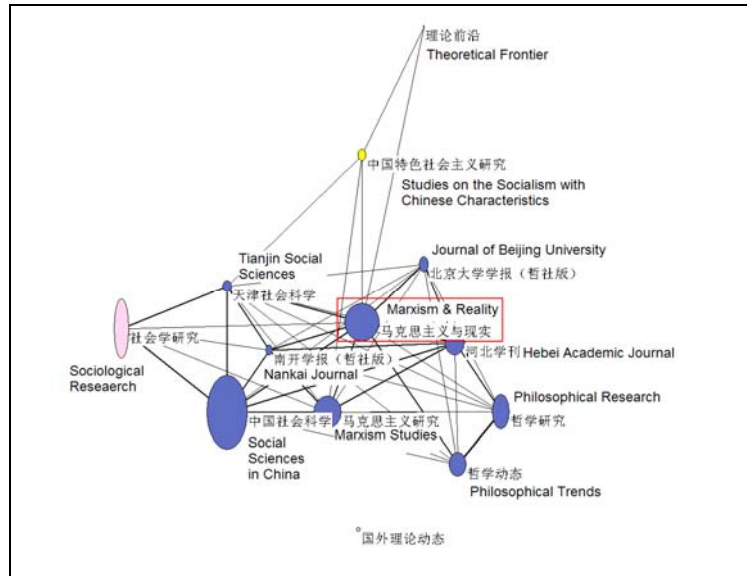 理论前沿
Theoretical Frontier
中国特色社会主义研究
Studies on the Socialism with
Chinese Characteristics
Journal of Beijing University
北京大学学报（哲社版）
Tianjin Social
Sciences
天津社会科学
Marxism & Reality
马克思主义与现实
社会学研究
Sociological
Reseaerch
南开学报（哲社版）
Nankai Journal
河北学刊 Hebei Academic Journal
Philosophical Research
哲学研究
中国社会科学
Social
Sciences
in China
马克思主义研究
Marxism Studies
哲学动态
Philosophical Trends
国外理论动态